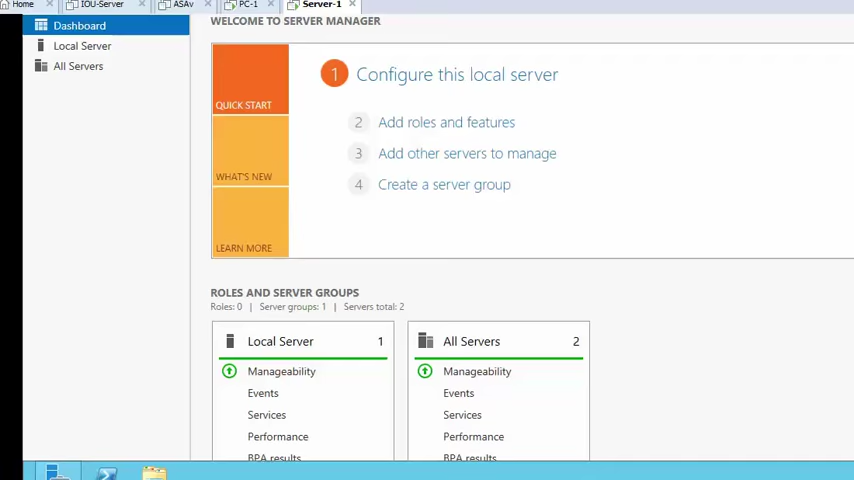 Home IOU-Server ASAv PC-1 Server-1
Dashboard
Local Server
All Servers
WELCOME TO SERVER MANAGER
QUICK START
WHAT'S NEW
LEARN MORE
1 Configure this local server
2 Add roles and features
3 Add other servers to manage
4 Create a server group
ROLES AND SERVER GROUPS
Roles: 0 | Server groups: 1 | Servers total: 2
Local Server 1
Manageability
Events
Services
Performance
BPA results
All Servers 2
Manageability
Events
Services
Performance
BPA results